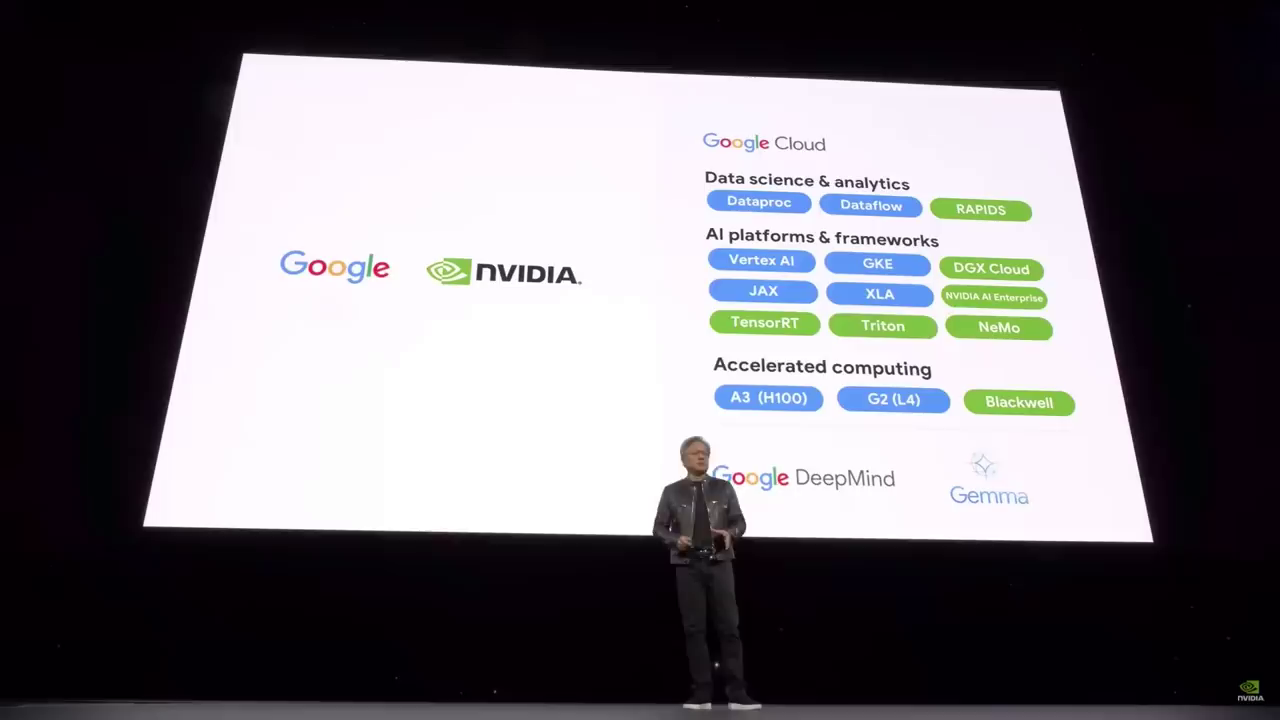 Google NVIDIA.
Google Cloud
Data science & analytics
Dataproc Dataflow RAPIDS
AI platforms & frameworks
Vertex AI GKE DGX Cloud
JAX XLA NVIDIA AI Enterprise
TensorRT Triton NeMo
Accelerated computing
A3 (H100) G2 (L4) Blackwell
Google DeepMind
Gemma
NVIDIA